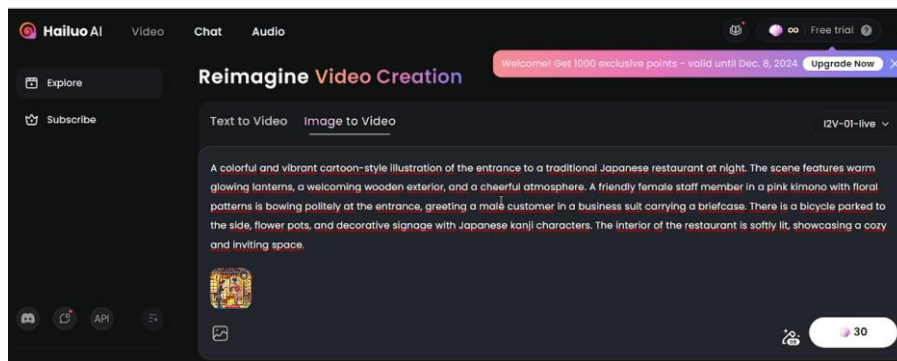 Hailuo AI Video Chat Audio ∞ Free trial
Welcome! Get 1000 exclusive points - valid until Dec. 8, 2024 Upgrade Now
Explore
Subscribe
Reimagine Video Creation
Text to Video Image to Video I2V-01-live
A colorful and vibrant cartoon-style illustration of the entrance to a traditional Japanese restaurant at night. The scene features warm
glowing lanterns, a welcoming wooden exterior, and a cheerful atmosphere. A friendly female staff member in a pink kimono with floral
patterns is bowing politely at the entrance, greeting a male customer in a business suit carrying a briefcase. There is a bicycle parked to
the side, flower pots, and decorative signage with Japanese kanji characters. The interior of the restaurant is softly lit, showcasing a cozy
and inviting space.
API
30